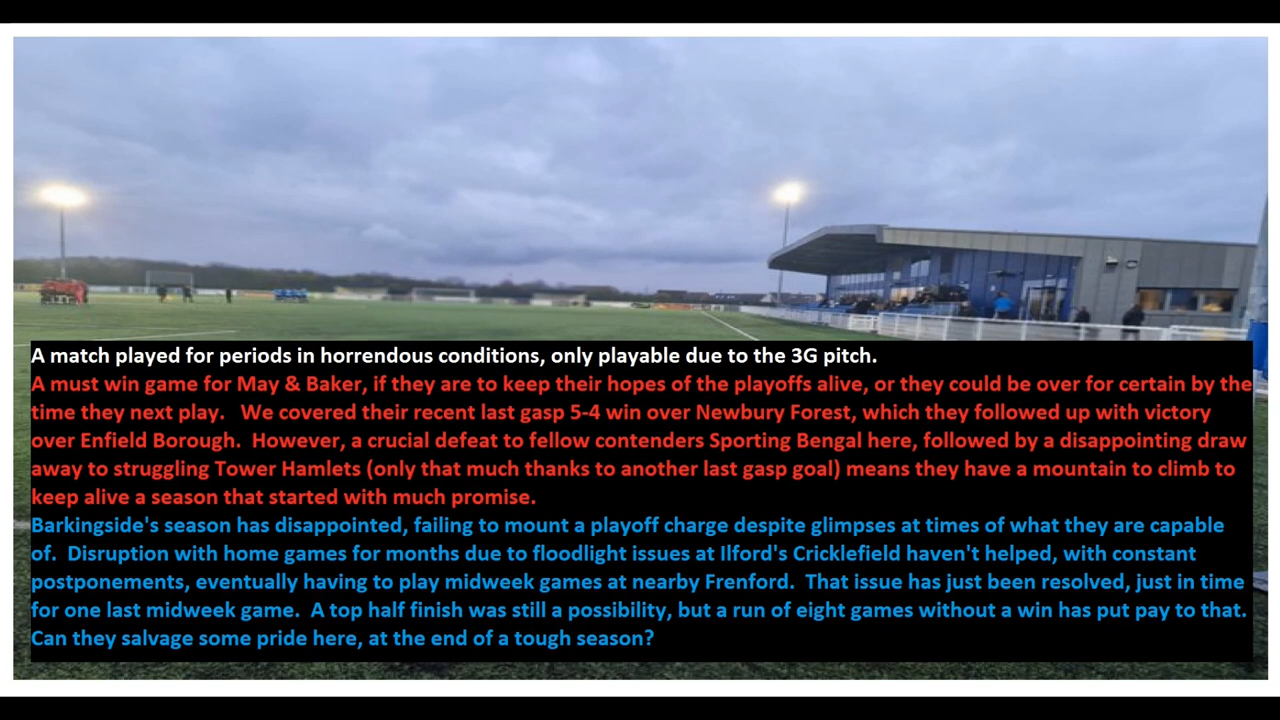 A match played for periods in horrendous conditions, only playable due to the 3G pitch.
A must win game for May & Baker, if they are to keep their hopes of the playoffs alive, or they could be over for certain by the
time they next play.   We covered their recent last gasp 5-4 win over Newbury Forest, which they followed up with victory
over Enfield Borough.  However, a crucial defeat to fellow contenders Sporting Bengal here, followed by a disappointing draw
away to struggling Tower Hamlets (only that much thanks to another last gasp goal) means they have a mountain to climb to
keep alive a season that started with much promise.
Barkingside's season has disappointed, failing to mount a playoff charge despite glimpses at times of what they are capable
of.  Disruption with home games for months due to floodlight issues at Ilford's Cricklefield haven't helped, with constant
postponements, eventually having to play midweek games at nearby Frenford.  That issue has just been resolved, just in time
for one last midweek game.  A top half finish was still a possibility, but a run of eight games without a win has put pay to that.
Can they salvage some pride here, at the end of a tough season?